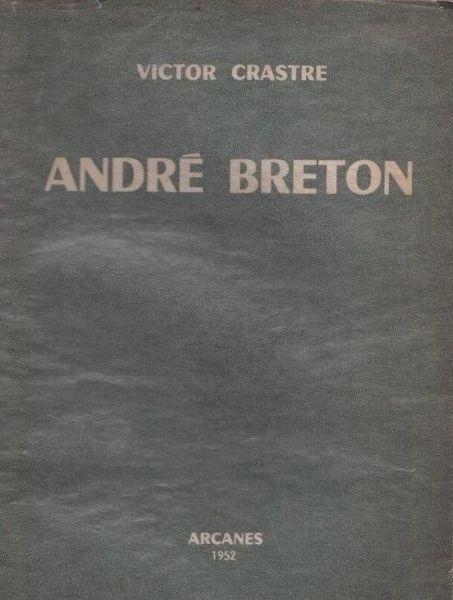 VICTOR CRASTRE
ANDRÉ BRETON
ARCANES
1952